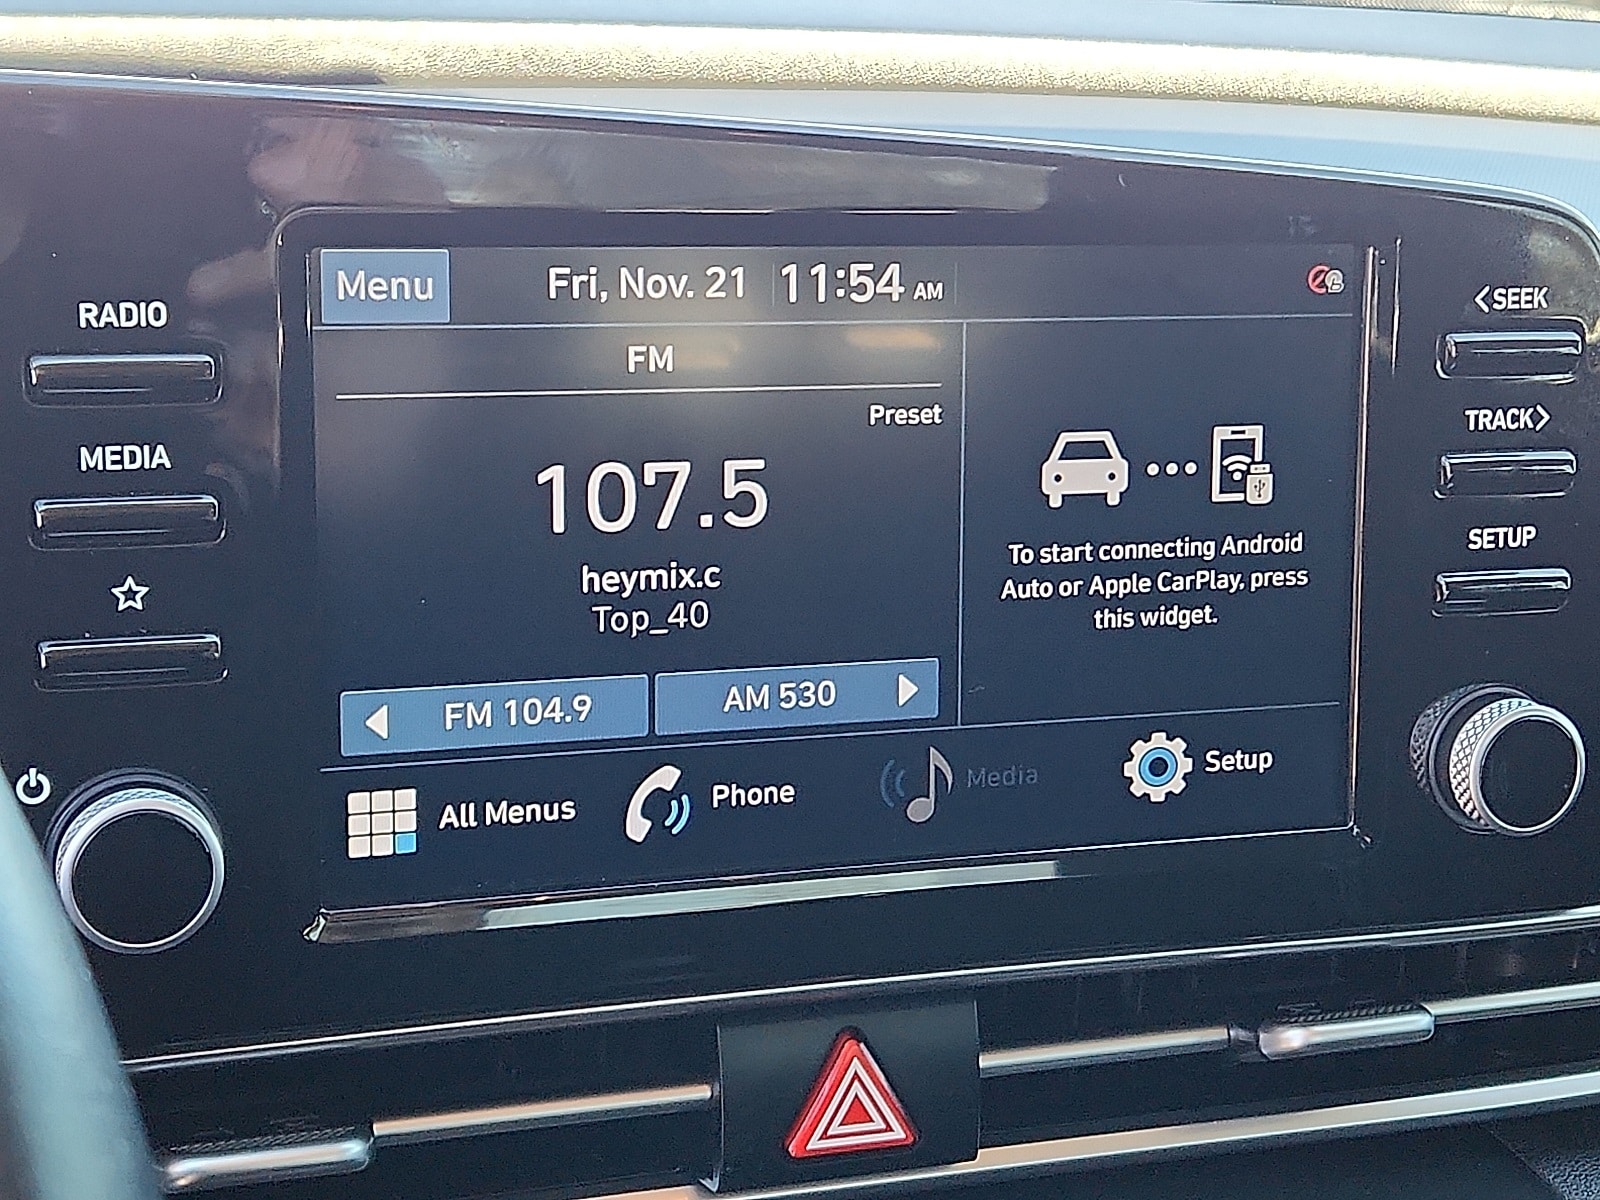 Menu
Fri, Nov. 21
11:54 AM
RADIO
MEDIA
<SEEK
TRACK>
SETUP
FM
Preset
107.5
heymix.c
Top_40
FM 104.9
AM 530
To start connecting Android
Auto or Apple CarPlay, press
this widget.
All Menus
Phone
Media
Setup